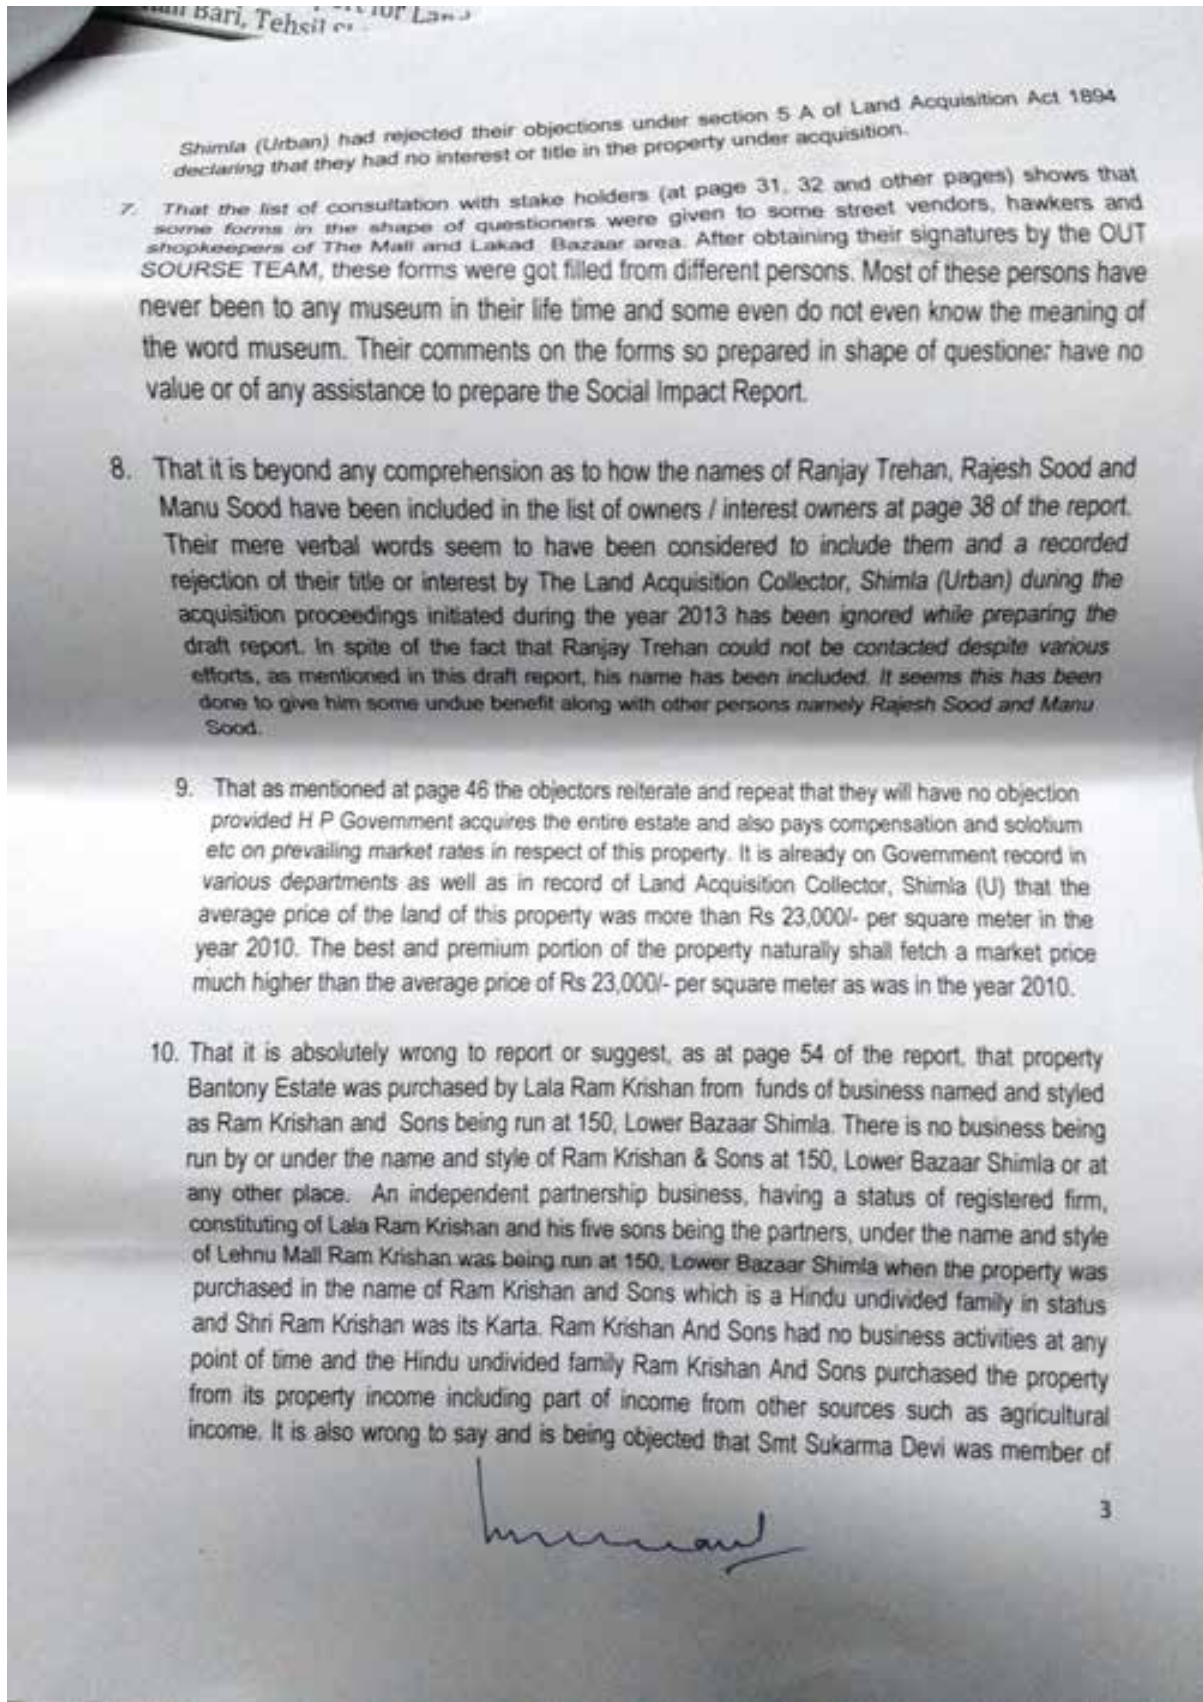 Bari, Tehsil
for Land
Shimla (Urban) had rejected their objections under section 5 A of Land Acquisition Act 1894
declaring that they had no interest or title in the property under acquisition.
7. That the list of consultation with stake holders (at page 31, 32 and other pages) shows that
some forms in the shape of questioners were given to some street vendors, hawkers and
shopkeepers of The Mall and Lakad Bazaar area. After obtaining their signatures by the OUT
SOURSE TEAM, these forms were got filled from different persons. Most of these persons have
never been to any museum in their life time and some even do not even know the meaning of
the word museum. Their comments on the forms so prepared in shape of questioner have no
value or of any assistance to prepare the Social Impact Report.
8. That it is beyond any comprehension as to how the names of Ranjay Trehan, Rajesh Sood and
Manu Sood have been included in the list of owners / interest owners at page 38 of the report.
Their mere verbal words seem to have been considered to include them and a recorded
rejection of their title or interest by The Land Acquisition Collector, Shimla (Urban) during the
acquisition proceedings initiated during the year 2013 has been ignored while preparing the
draft report. In spite of the fact that Ranjay Trehan could not be contacted despite various
efforts, as mentioned in this draft report, his name has been included. It seems this has been
done to give him some undue benefit along with other persons namely Rajesh Sood and Manu
Sood.
9. That as mentioned at page 46 the objectors reiterate and repeat that they will have no objection
provided H P Government acquires the entire estate and also pays compensation and solotium
etc on prevailing market rates in respect of this property. It is already on Government record in
various departments as well as in record of Land Acquisition Collector, Shimla (U) that the
average price of the land of this property was more than Rs 23,000/- per square meter in the
year 2010. The best and premium portion of the property naturally shall fetch a market price
much higher than the average price of Rs 23,000/- per square meter as was in the year 2010.
10. That it is absolutely wrong to report or suggest, as at page 54 of the report, that property
Bantony Estate was purchased by Lala Ram Krishan from funds of business named and styled
as Ram Krishan and Sons being run at 150, Lower Bazaar Shimla. There is no business being
run by or under the name and style of Ram Krishan & Sons at 150, Lower Bazaar Shimla or at
any other place. An independent partnership business, having a status of registered firm,
constituting of Lala Ram Krishan and his five sons being the partners, under the name and style
of Lehnu Mall Ram Krishan was being run at 150, Lower Bazaar Shimla when the property was
purchased in the name of Ram Krishan and Sons which is a Hindu undivided family in status
and Shri Ram Krishan was its Karta. Ram Krishan And Sons had no business activities at any
point of time and the Hindu undivided family Ram Krishan And Sons purchased the property
from its property income including part of income from other sources such as agricultural
income. It is also wrong to say and is being objected that Smt Sukarma Devi was member of
3